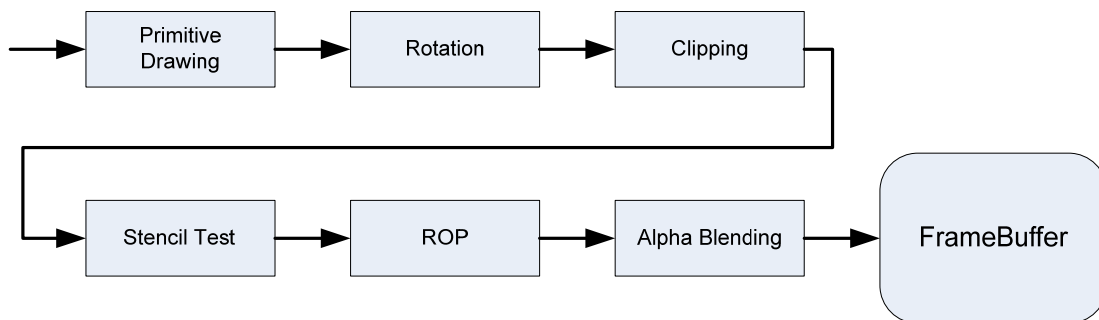 Primitive
Drawing
Rotation
Clipping
Stencil Test
ROP
Alpha Blending
FrameBuffer